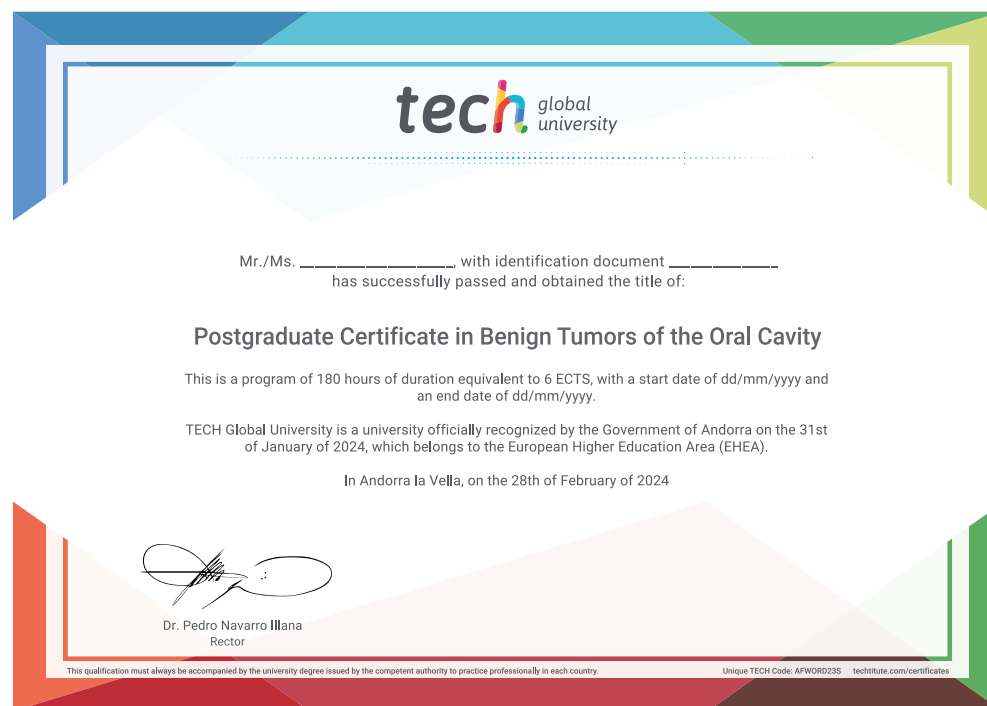 tech global university
Mr./Ms. __________________, with identification document _____________
has successfully passed and obtained the title of:
Postgraduate Certificate in Benign Tumors of the Oral Cavity
This is a program of 180 hours of duration equivalent to 6 ECTS, with a start date of dd/mm/yyyy and
an end date of dd/mm/yyyy.
TECH Global University is a university officially recognized by the Government of Andorra on the 31st
of January of 2024, which belongs to the European Higher Education Area (EHEA).
In Andorra la Vella, on the 28th of February of 2024
Dr. Pedro Navarro Illana
Rector
This qualification must always be accompanied by the university degree issued by the competent authority to practice professionally in each country.
Unique TECH Code: AFWORD23S techtitute.com/certificates